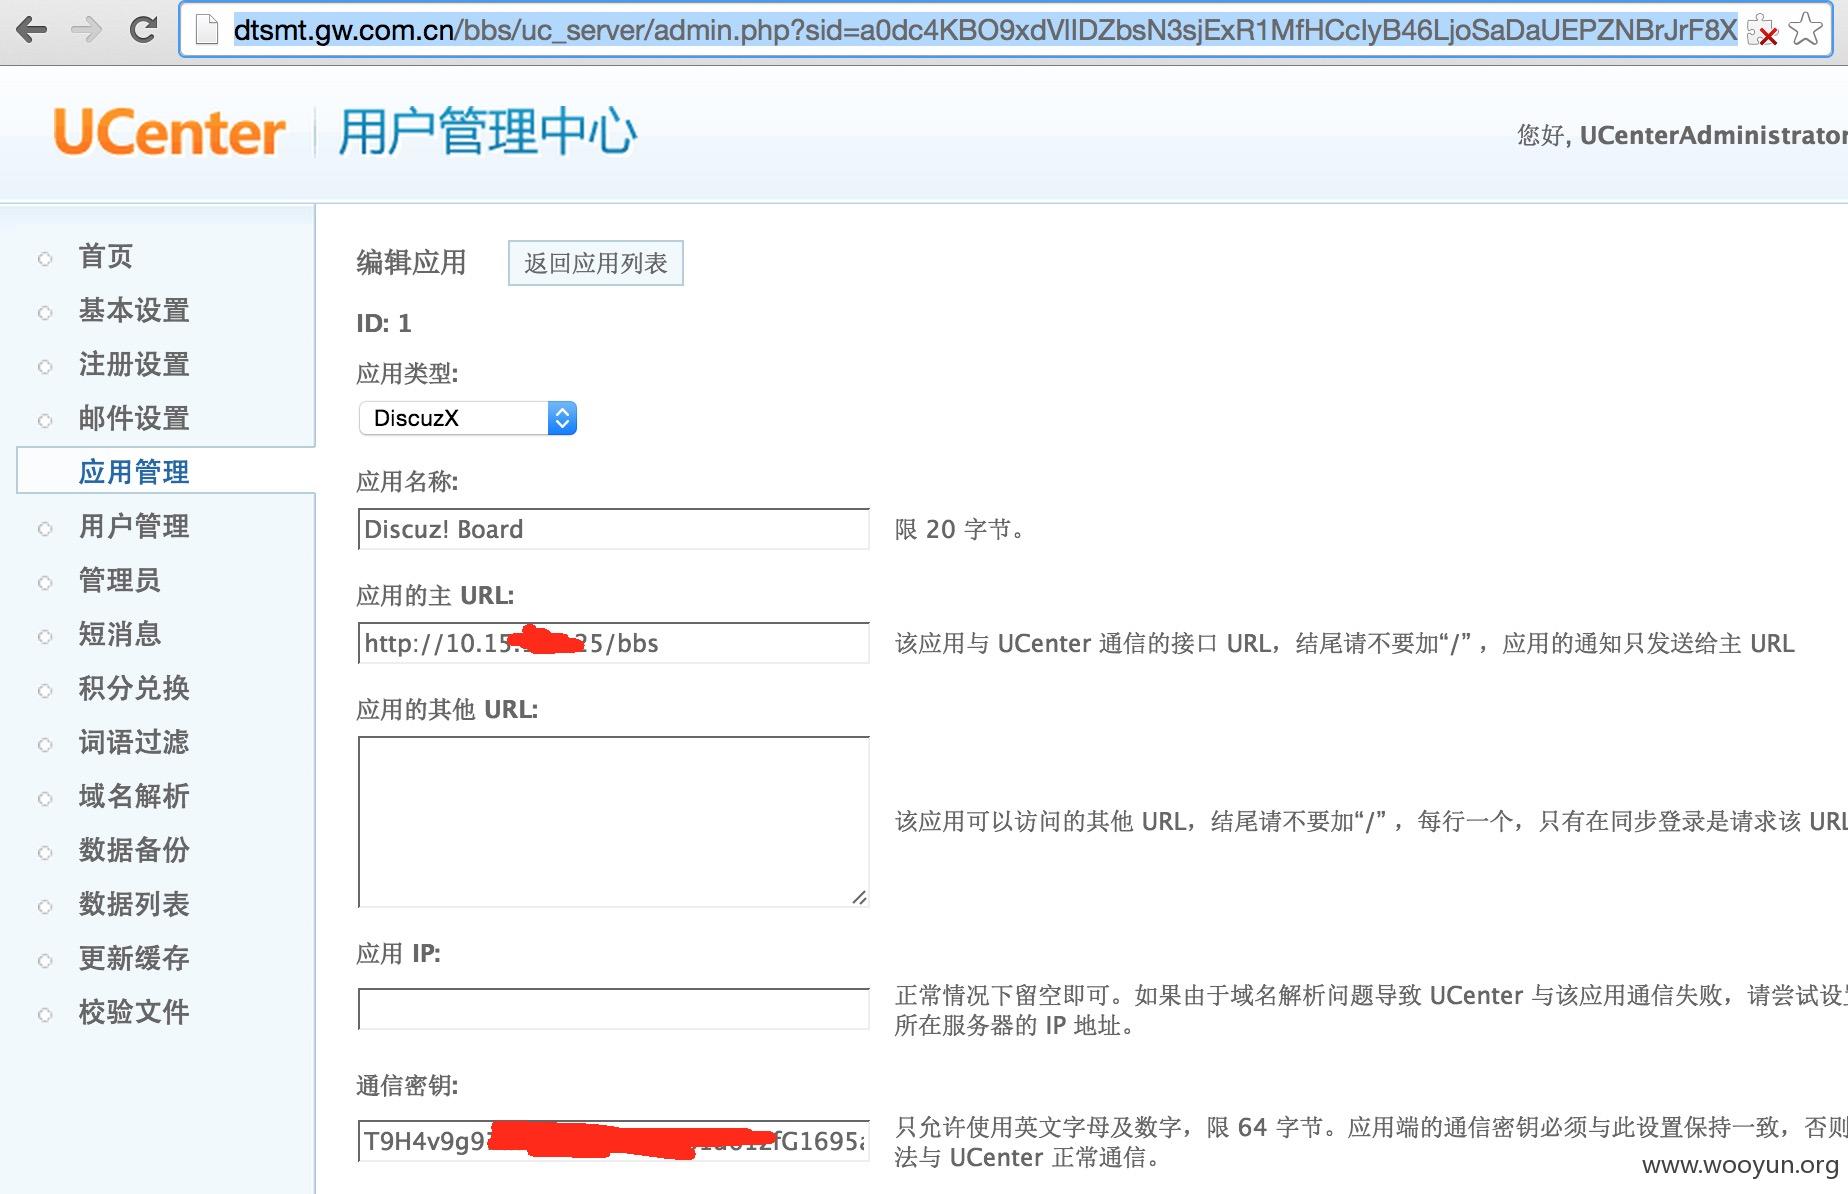 dtsmt.gw.com.cn/bbs/uc_server/admin.php?sid=a0dc4KBO9xdVlIDZbsN3sjExR1MfHCcIyB46LjoSaDaUEPZNBrJrF8X
UCenter 用户管理中心
您好, UCenterAdministrator
首页
基本设置
注册设置
邮件设置
应用管理
用户管理
管理员
短消息
积分兑换
词语过滤
域名解析
数据备份
数据列表
更新缓存
校验文件
编辑应用 返回应用列表
ID: 1
应用类型:
DiscuzX
应用名称:
Discuz! Board 限 20 字节。
应用的主 URL:
http://10.15. 25/bbs 该应用与 UCenter 通信的接口 URL，结尾请不要加“/” ，应用的通知只发送给主 URL
应用的其他 URL:
该应用可以访问的其他 URL，结尾请不要加“/” ，每行一个，只有在同步登录是请求该 URL
应用 IP:
正常情况下留空即可。如果由于域名解析问题导致 UCenter 与该应用通信失败，请尝试设置
所在服务器的 IP 地址。
通信密钥:
T9H4v9g9 fG1695a 只允许使用英文字母及数字，限 64 字节。应用端的通信密钥必须与此设置保持一致，否则
法与 UCenter 正常通信。
www.wooyun.org